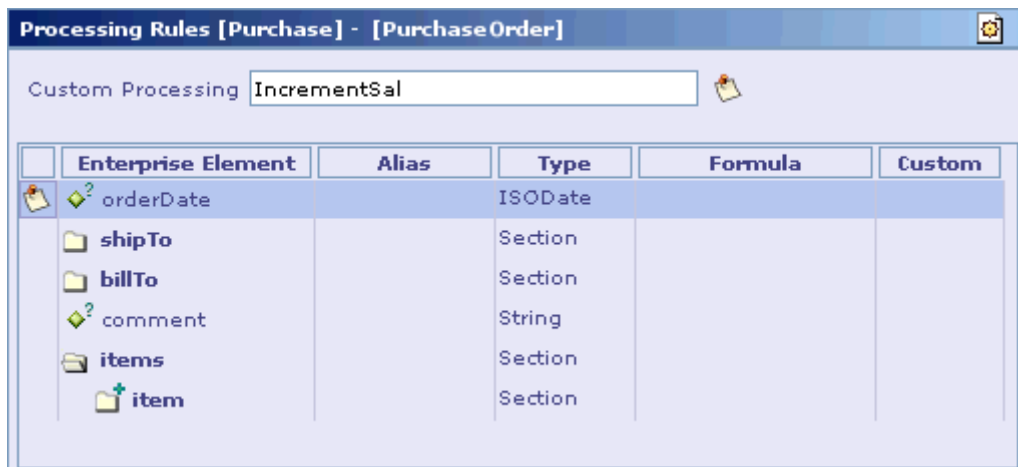 Processing Rules [Purchase] - [PurchaseOrder]
Custom Processing IncrementSal
Enterprise Element Alias Type Formula Custom
? orderDate ISODate
shipTo Section
billTo Section
? comment String
items Section
item Section